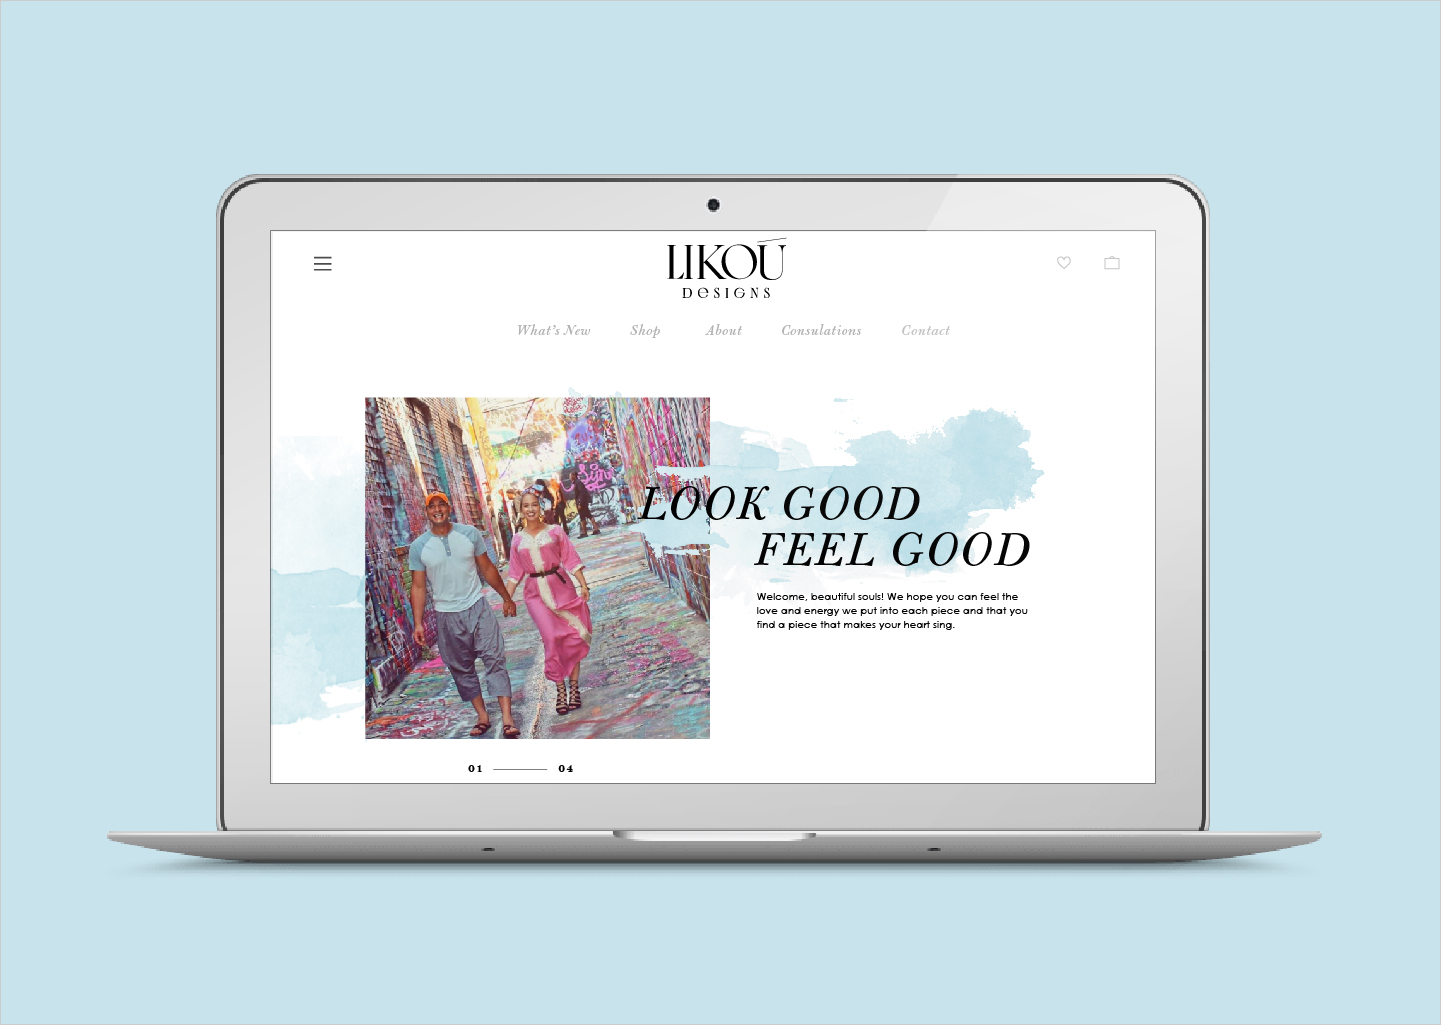 LIKOÚ
DESIGNS
What's New Shop About Consulations Contact
LOOK GOOD
FEEL GOOD
Welcome, beautiful souls! We hope you can feel the
love and energy we put into each piece and that you
find a piece that makes your heart sing.
01 04